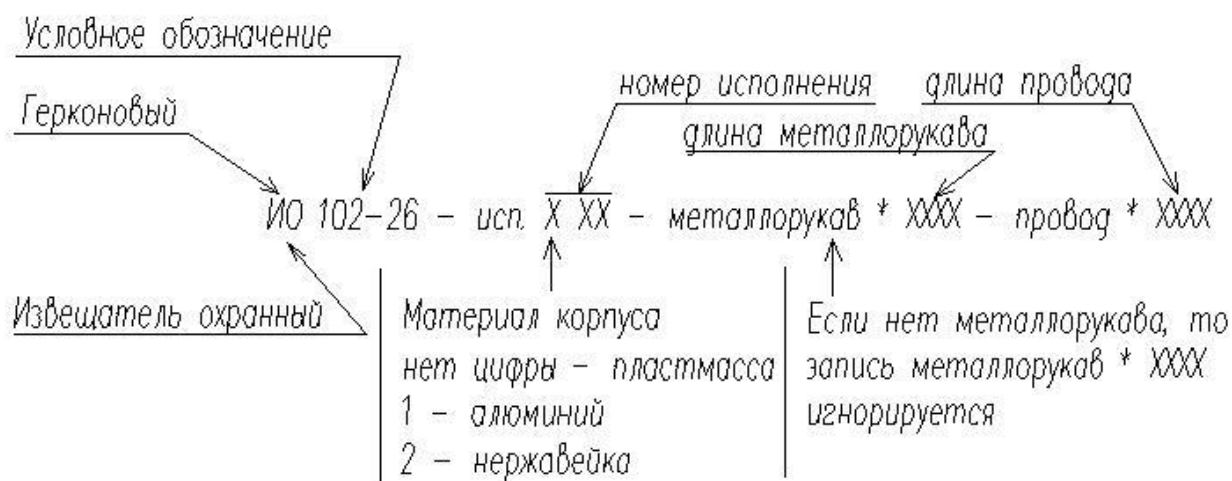 Условное обозначение
Герконовый
номер исполнения
длина провода
длина металлорукава
ИО 102-26 - исп. X XX - металлорукав * XXXX - провод * XXXX
Извещатель охранный
Материал корпуса
нет цифры - пластмасса
1 - алюминий
2 - нержавейка
Если нет металлорукава, то
запись металлорукав * XXXX
игнорируется